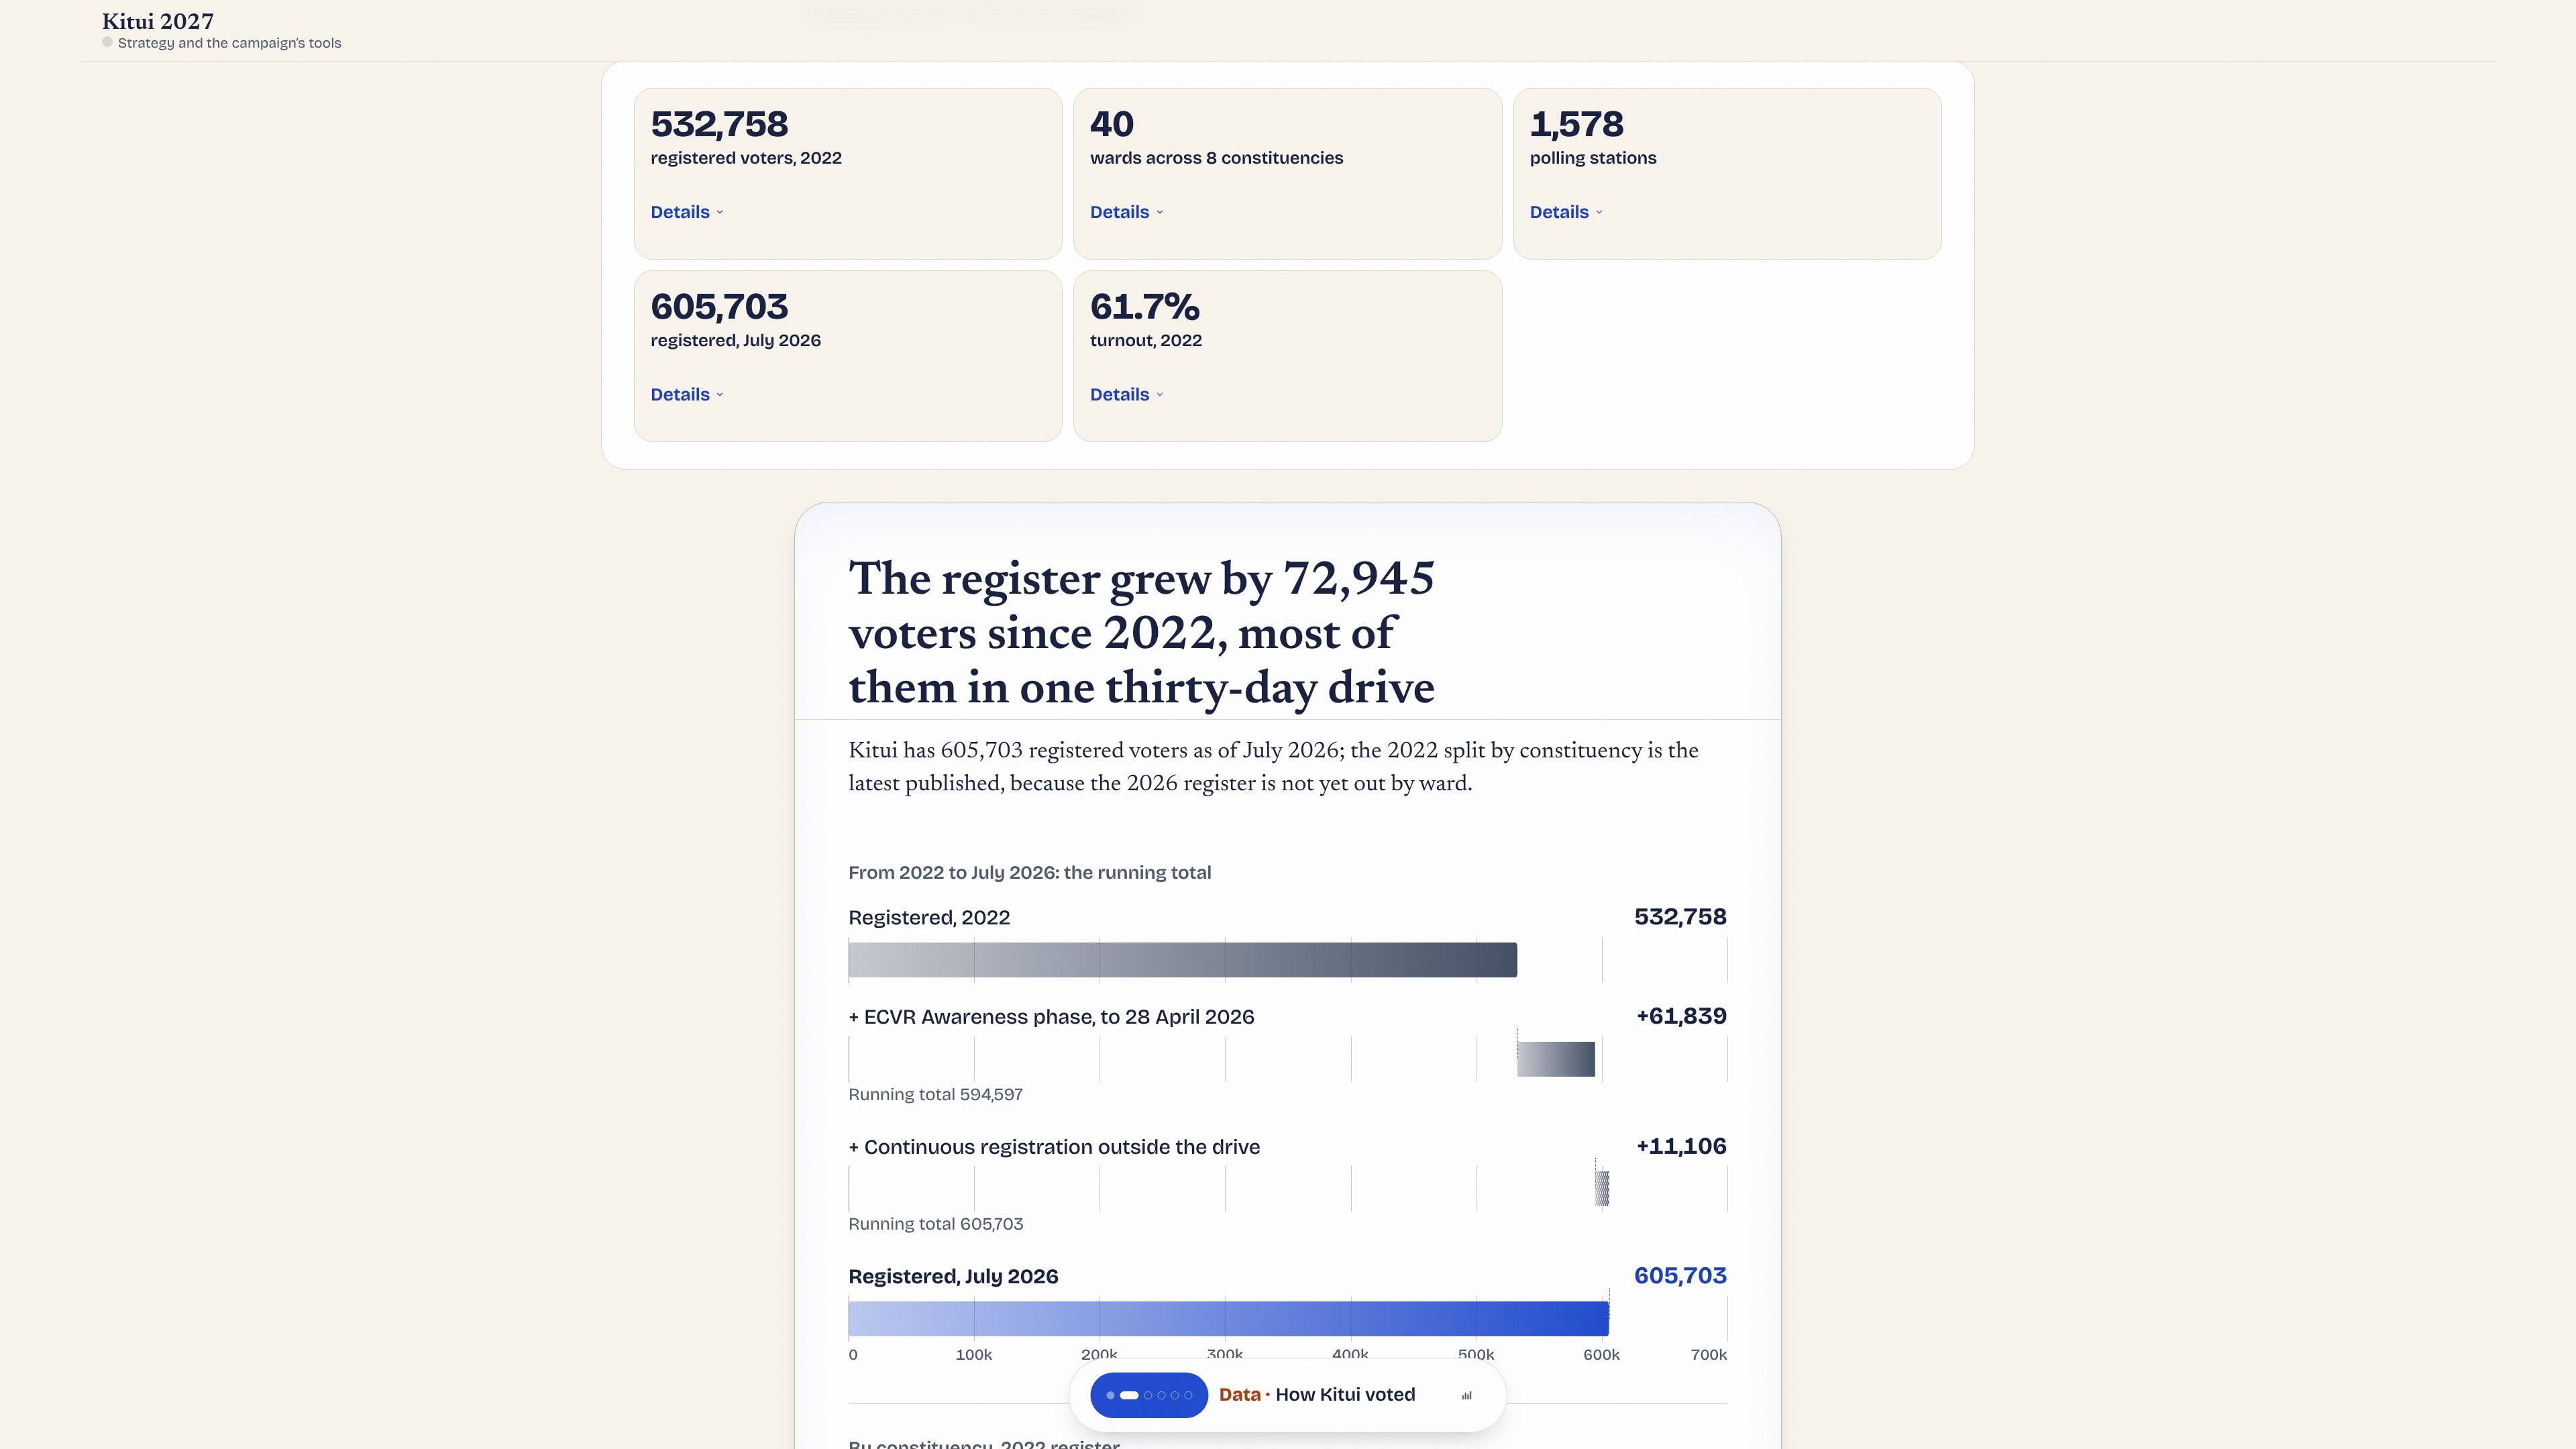 Kitui 2027
Strategy and the campaign's tools
532,758
registered voters, 2022
Details
40
wards across 8 constituencies
Details
1,578
polling stations
Details
605,703
registered, July 2026
Details
61.7%
turnout, 2022
Details
The register grew by 72,945
voters since 2022, most of
them in one thirty-day drive
Kitui has 605,703 registered voters as of July 2026; the 2022 split by constituency is the
latest published, because the 2026 register is not yet out by ward.
From 2022 to July 2026: the running total
Registered, 2022 532,758
+ ECVR Awareness phase, to 28 April 2026 +61,839
Running total 594,597
+ Continuous registration outside the drive +11,106
Running total 605,703
Registered, July 2026 605,703
0 100k 200k 300k 400k 500k 600k 700k
Data · How Kitui voted
By constituency, 2022 register